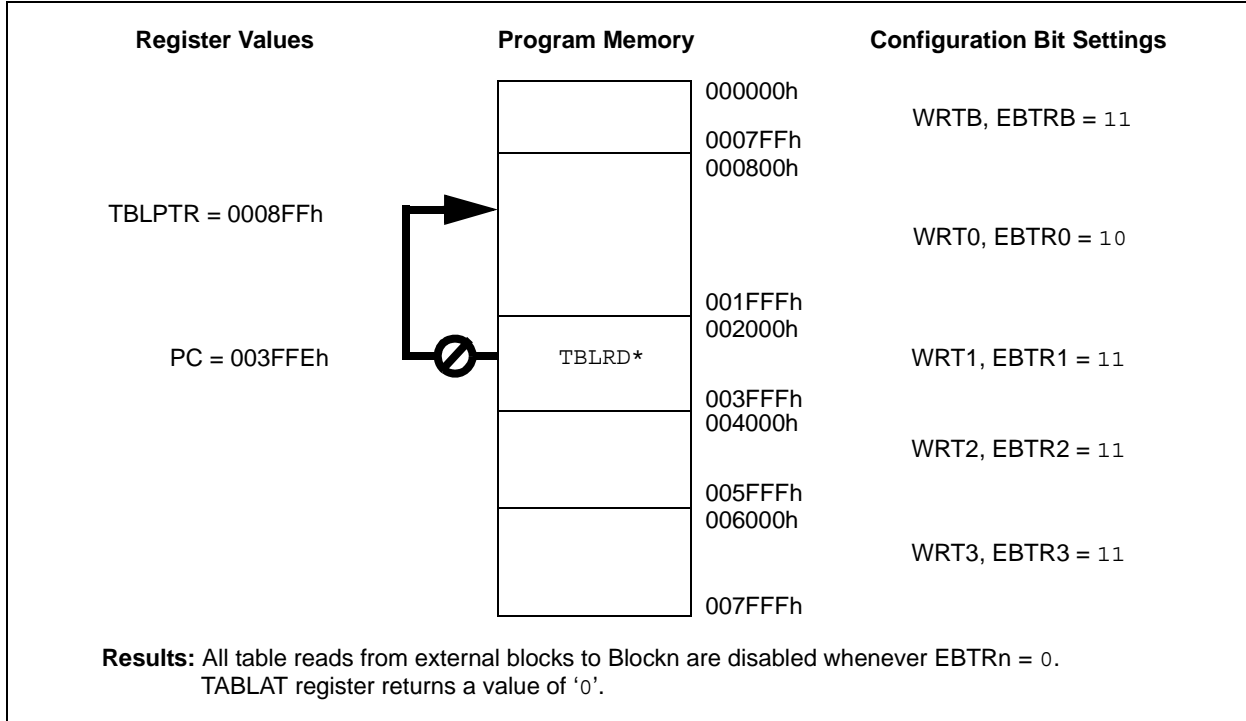 Register Values
Program Memory
Configuration Bit Settings
000000h
WRTB, EBTRB = 11
0007FFh
000800h
TBLPTR = 0008FFh
WRT0, EBTR0 = 10
001FFFh
002000h
PC = 003FFEh
TBLRD*
WRT1, EBTR1 = 11
003FFFh
004000h
WRT2, EBTR2 = 11
005FFFh
006000h
WRT3, EBTR3 = 11
007FFFh
Results: All table reads from external blocks to Blockn are disabled whenever EBTRn = 0.
TABLAT register returns a value of ‘0’.